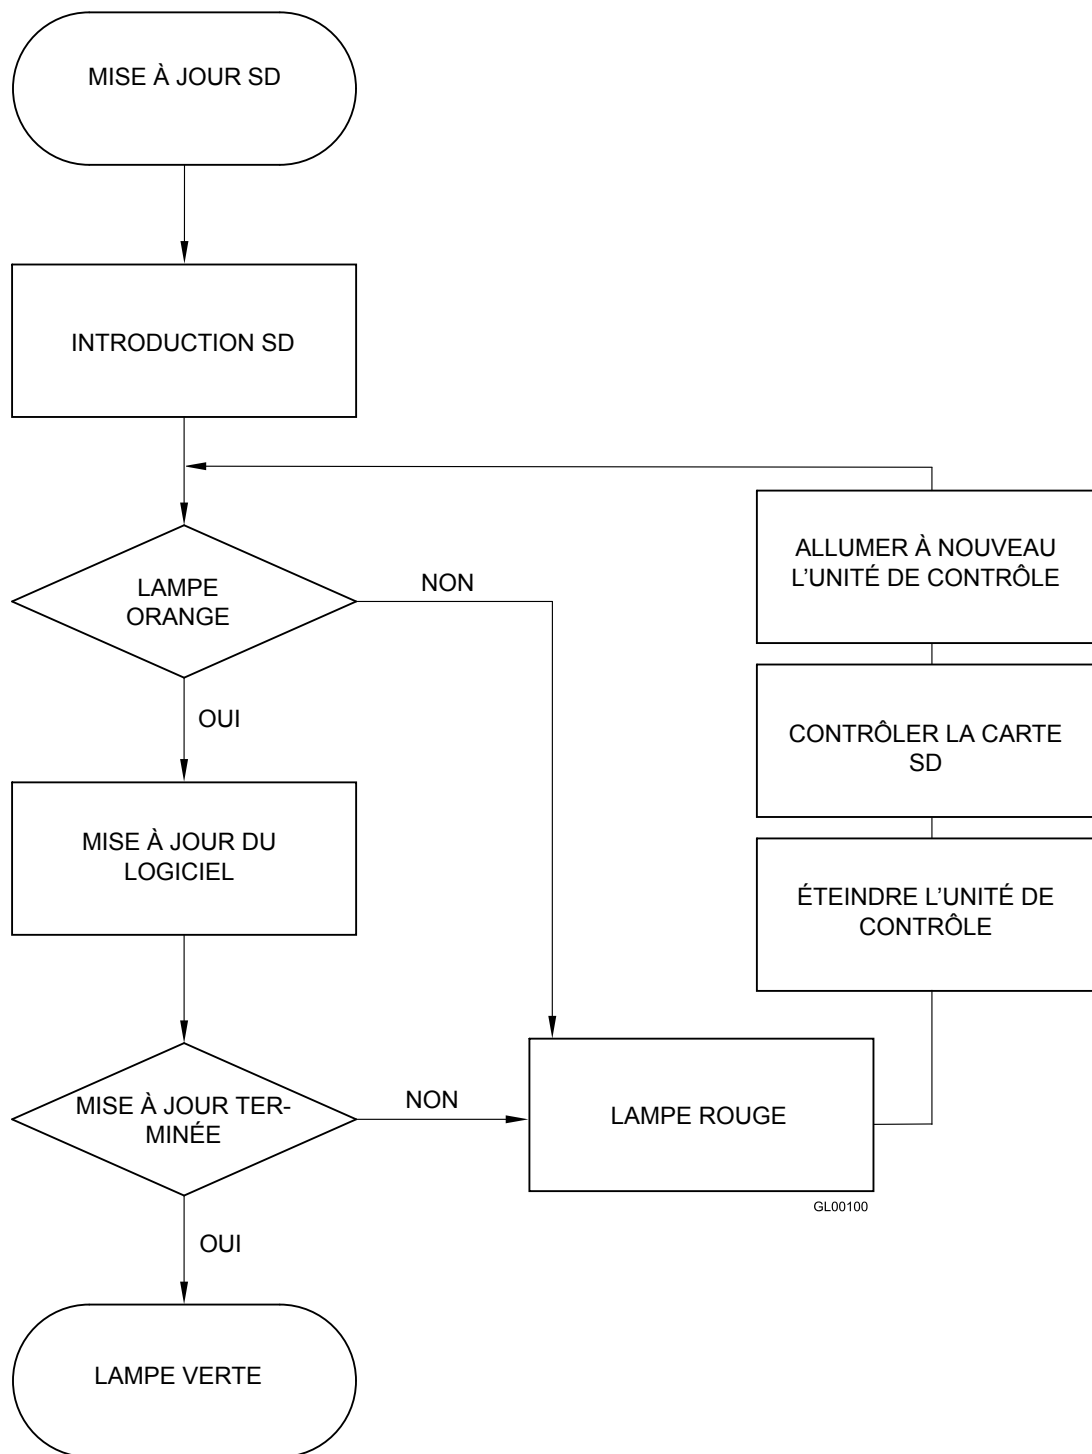 MISE À JOUR SD
INTRODUCTION SD
LAMPE
ORANGE
NON
OUI
MISE À JOUR DU
LOGICIEL
MISE À JOUR TER-
MINÉE
NON
OUI
LAMPE VERTE
LAMPE ROUGE
GL00100
ÉTEINDRE L’UNITÉ DE
CONTRÔLE
CONTRÔLER LA CARTE
SD
ALLUMER À NOUVEAU
L’UNITÉ DE CONTRÔLE